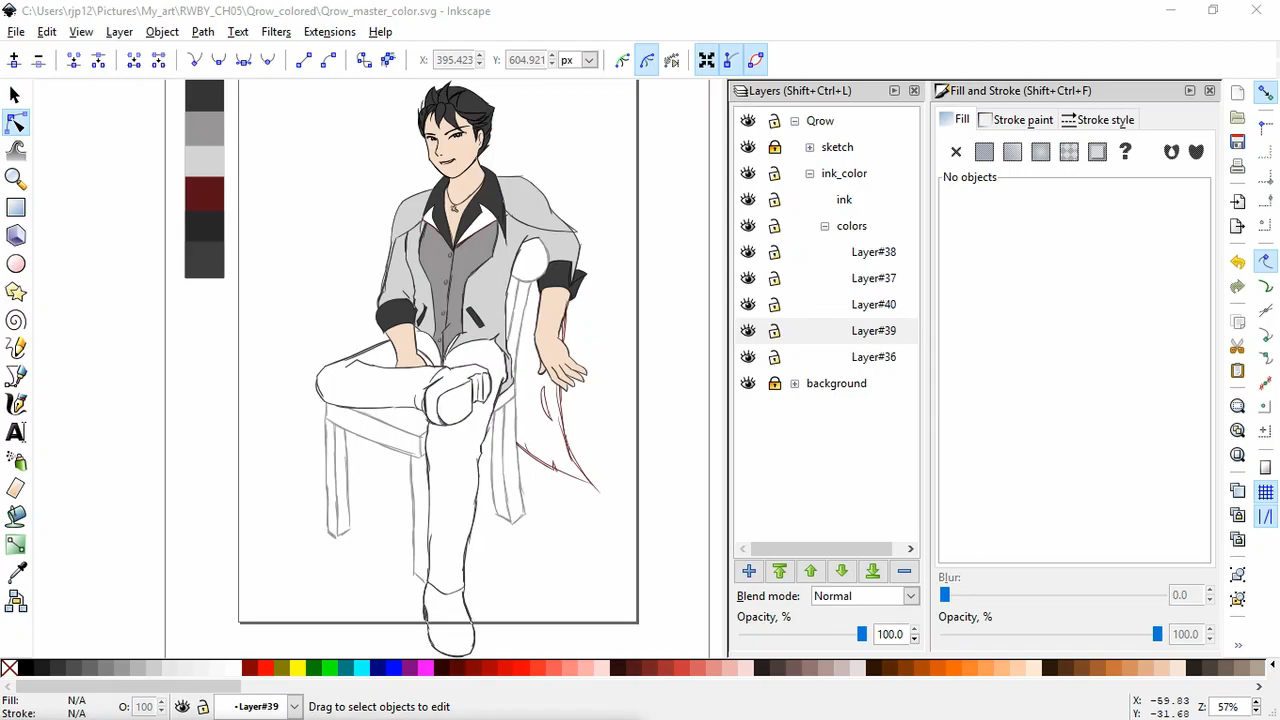 C:\Users\rjp12\Pictures\My_art\RWBY_CH05\Qrow_colored\Qrow_master_color.svg - Inkscape
File Edit View Layer Object Path Text Filters Extensions Help
X: 395.423 Y: 604.921 px
Layers (Shift+Ctrl+L)
Fill and Stroke (Shift+Ctrl+F)
Fill Stroke paint Stroke style
No objects
Qrow
sketch
ink_color
ink
colors
Layer#38
Layer#37
Layer#40
Layer#39
Layer#36
background
Blend mode: Normal
Opacity, %
100.0
Blur:
0.0
Opacity, %
100.0
Fill: N/A
Stroke: N/A
O: 100
-Layer#39
Drag to select objects to edit
X: -59.83
Y: -31.68
Z: 57%